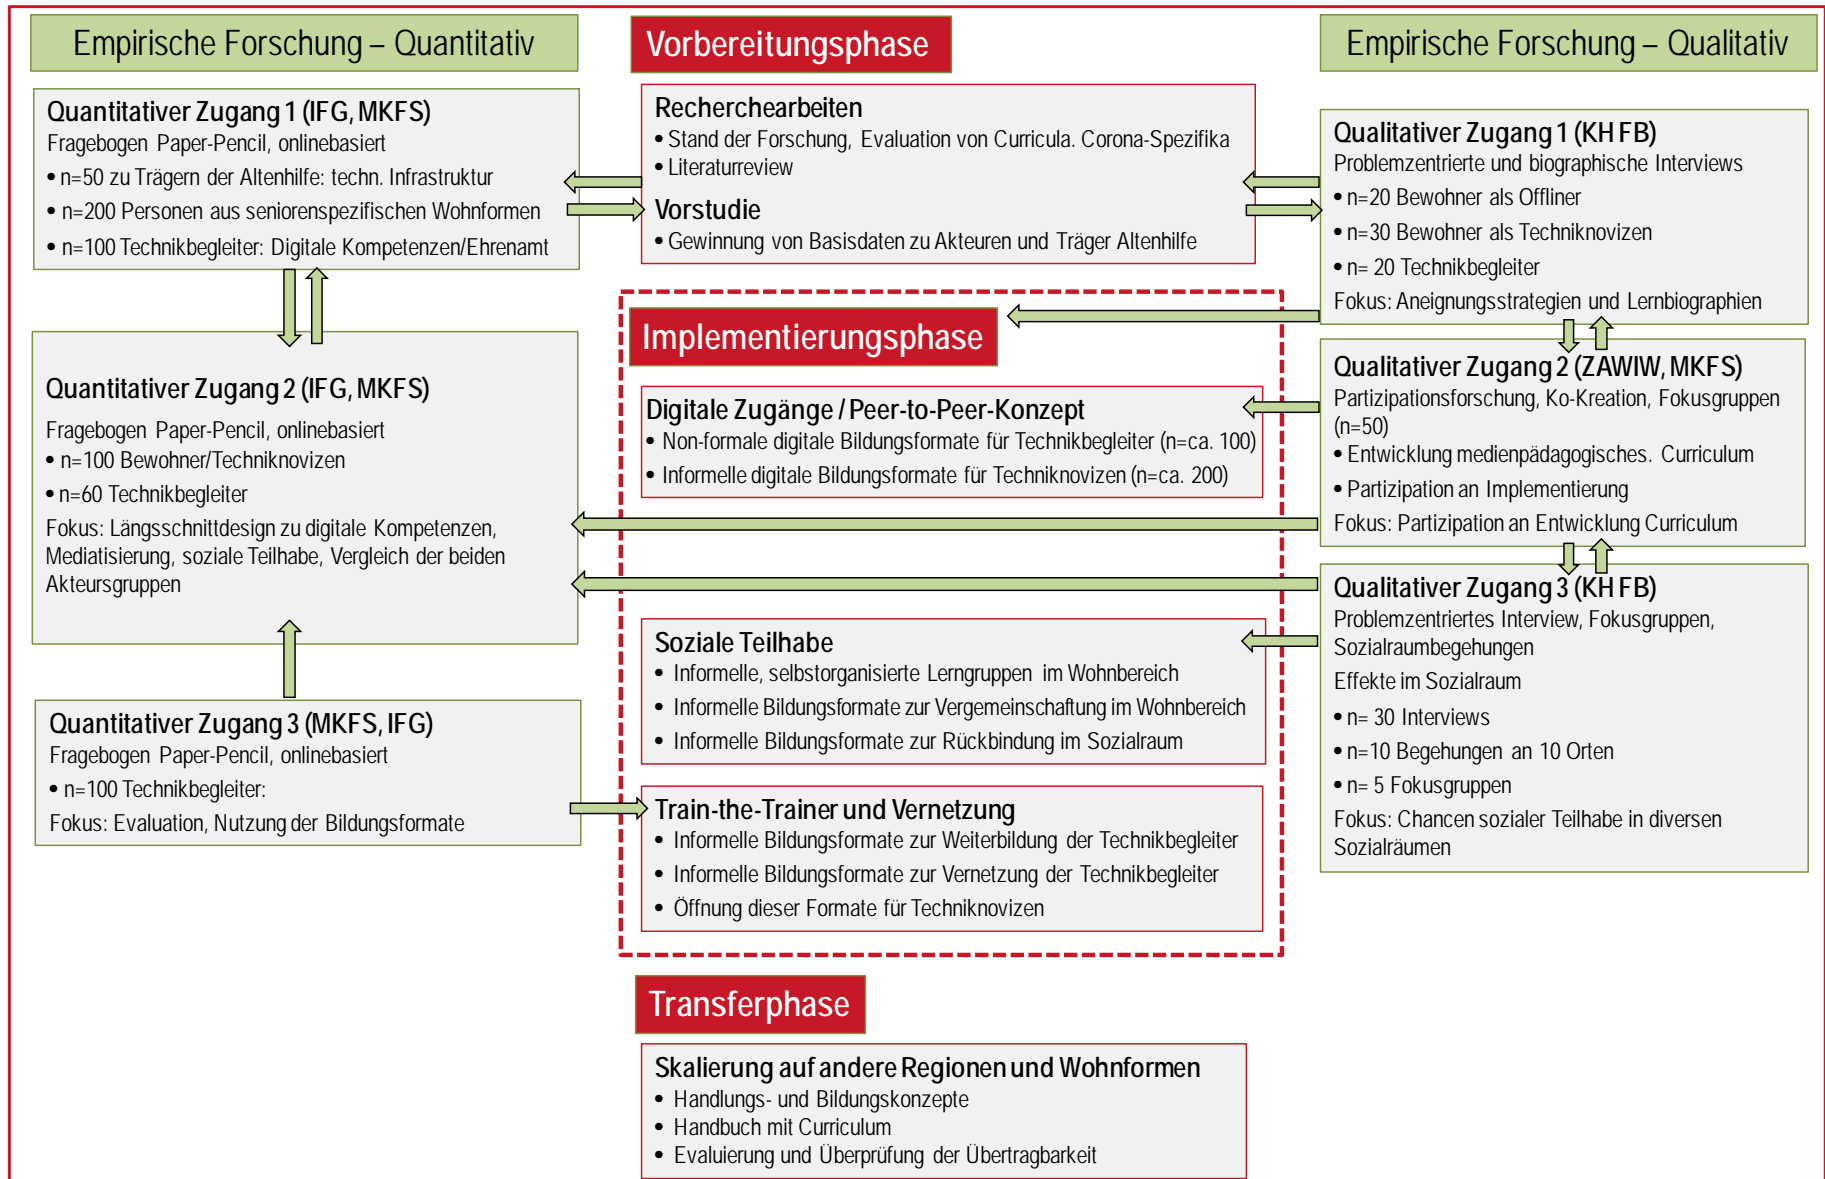 Empirische Forschung – Quantitativ
Quantitativer Zugang 1 (IFG, MKFS)
Fragebogen Paper-Pencil, onlinebasiert
• n=50 zu Trägern der Altenhilfe: techn. Infrastruktur
• n=200 Personen aus seniorenspezifischen Wohnformen
• n=100 Technikbegleiter: Digitale Kompetenzen/Ehrenamt
Quantitativer Zugang 2 (IFG, MKFS)
Fragebogen Paper-Pencil, onlinebasiert
• n=100 Bewohner/Techniknovizen
• n=60 Technikbegleiter
Fokus: Längsschnittdesign zu digitale Kompetenzen,
Mediatisierung, soziale Teilhabe, Vergleich der beiden
Akteursgruppen
Quantitativer Zugang 3 (MKFS, IFG)
Fragebogen Paper-Pencil, onlinebasiert
• n=100 Technikbegleiter:
Fokus: Evaluation, Nutzung der Bildungsformate
Vorbereitungsphase
Recherchearbeiten
• Stand der Forschung, Evaluation von Curricula. Corona-Spezifika
• Literaturreview
Vorstudie
• Gewinnung von Basisdaten zu Akteuren und Träger Altenhilfe
Implementierungsphase
Digitale Zugänge / Peer-to-Peer-Konzept
• Non-formale digitale Bildungsformate für Technikbegleiter (n=ca. 100)
• Informelle digitale Bildungsformate für Techniknovizen (n=ca. 200)
Soziale Teilhabe
• Informelle, selbstorganisierte Lerngruppen im Wohnbereich
• Informelle Bildungsformate zur Vergemeinschaftung im Wohnbereich
• Informelle Bildungsformate zur Rückbindung im Sozialraum
Train-the-Trainer und Vernetzung
• Informelle Bildungsformate zur Weiterbildung der Technikbegleiter
• Informelle Bildungsformate zur Vernetzung der Technikbegleiter
• Öffnung dieser Formate für Techniknovizen
Transferphase
Skalierung auf andere Regionen und Wohnformen
• Handlungs- und Bildungskonzepte
• Handbuch mit Curriculum
• Evaluierung und Überprüfung der Übertragbarkeit
Empirische Forschung – Qualitativ
Qualitativer Zugang 1 (KH FB)
Problemzentrierte und biographische Interviews
• n=20 Bewohner als Offliner
• n=30 Bewohner als Techniknovizen
• n= 20 Technikbegleiter
Fokus: Aneignungsstrategien und Lernbiographien
Qualitativer Zugang 2 (ZAWIW, MKFS)
Partizipationsforschung, Ko-Kreation, Fokusgruppen
(n=50)
• Entwicklung medienpädagogisches. Curriculum
• Partizipation an Implementierung
Fokus: Partizipation an Entwicklung Curriculum
Qualitativer Zugang 3 (KH FB)
Problemzentriertes Interview, Fokusgruppen,
Sozialraumbegehungen
Effekte im Sozialraum
• n= 30 Interviews
• n=10 Begehungen an 10 Orten
• n= 5 Fokusgruppen
Fokus: Chancen sozialer Teilhabe in diversen
Sozialräumen